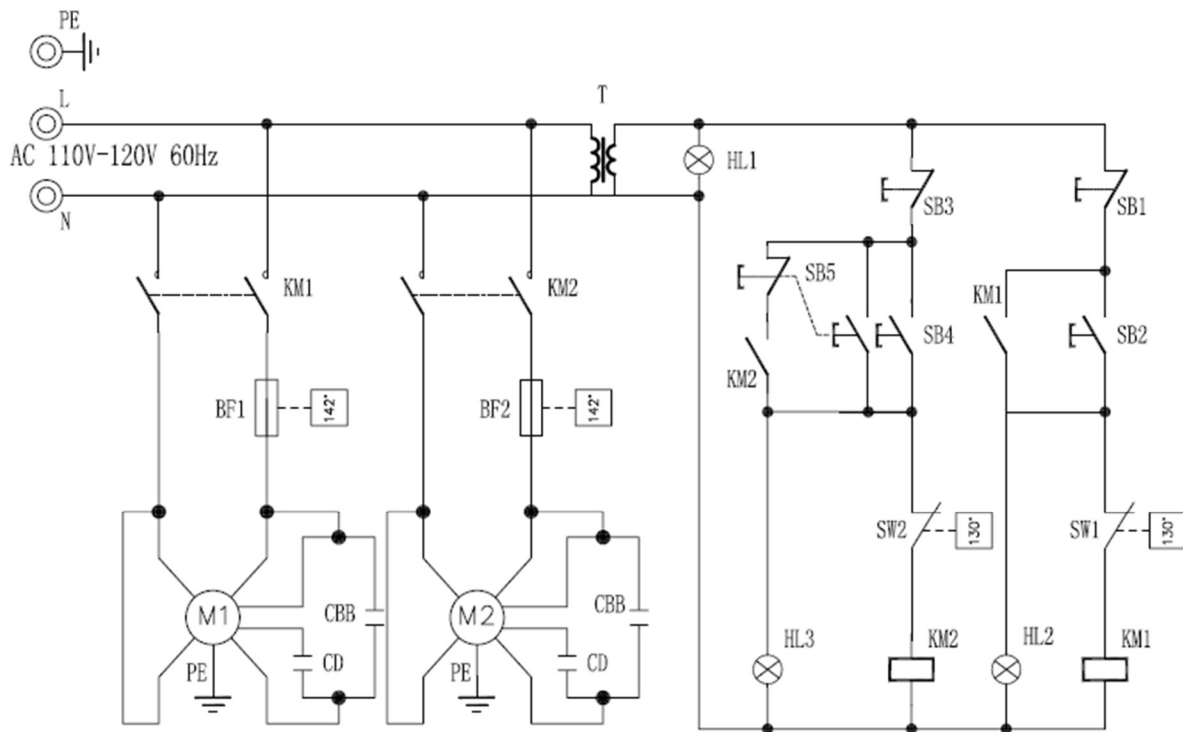 PE
L
T
AC 110V-120V 60Hz
HL1
N
SB3
SB1
SB5
KM1
KM2
KM1
SB4
SB2
KM2
BF1
142°
BF2
142°
SW2
130°
SW1
130°
M1
CBB
M2
CBB
PE
CD
PE
CD
HL3
KM2
HL2
KM1